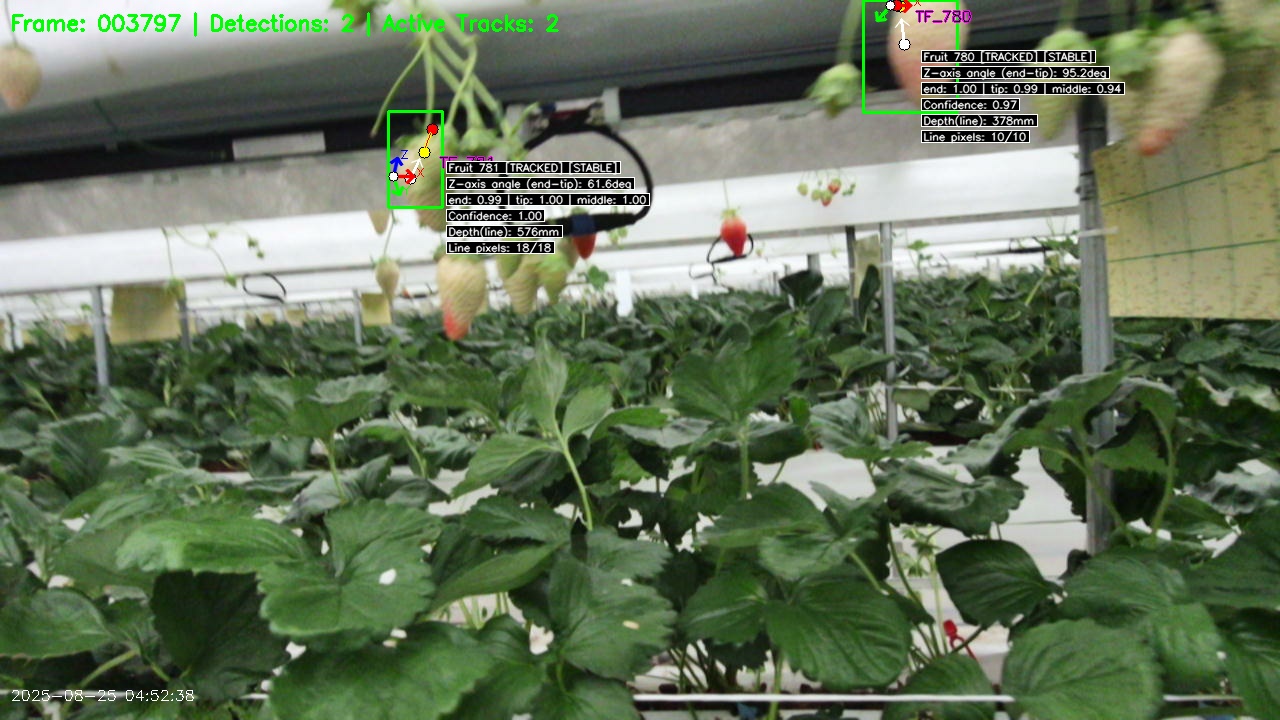 Frame: 003797 | Detections: 2 | Active Tracks: 2
X
TF_780
Fruit 780 [TRACKED] [STABLE]
Z-axis angle (end-tip): 95.2deg
end: 1.00 | tip: 0.99 | middle: 0.94
Confidence: 0.97
Depth(line): 378mm
Line pixels: 10/10
Z
X
TF_781
Fruit 781 [TRACKED] [STABLE]
Z-axis angle (end-tip): 61.6deg
end: 0.99 | tip: 1.00 | middle: 1.00
Confidence: 1.00
Depth(line): 576mm
Line pixels: 18/18
2025-08-25 04:52:38